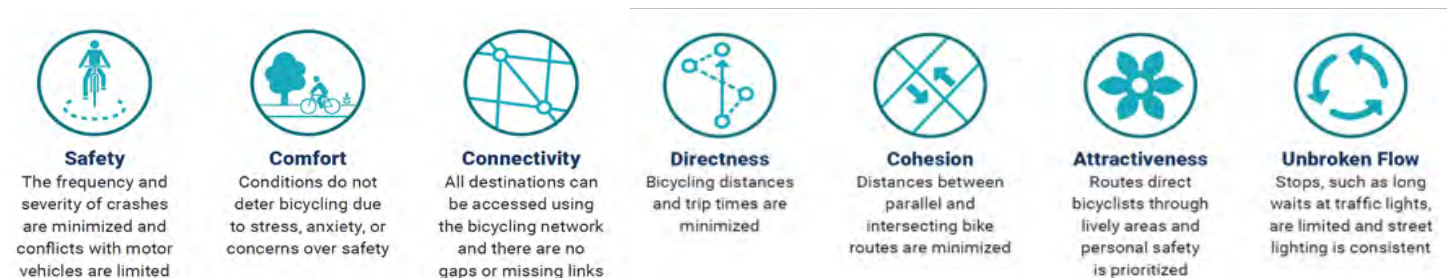 Safety
The frequency and
severity of crashes
are minimized and
conflicts with motor
vehicles are limited
Comfort
Conditions do not
deter bicycling due
to stress, anxiety, or
concerns over safety
Connectivity
All destinations can
be accessed using
the bicycling network
and there are no
gaps or missing links
Directness
Bicycling distances
and trip times are
minimized
Cohesion
Distances between
parallel and
intersecting bike
routes are minimized
Attractiveness
Routes direct
bicyclists through
lively areas and
personal safety
is prioritized
Unbroken Flow
Stops, such as long
waits at traffic lights,
are limited and street
lighting is consistent